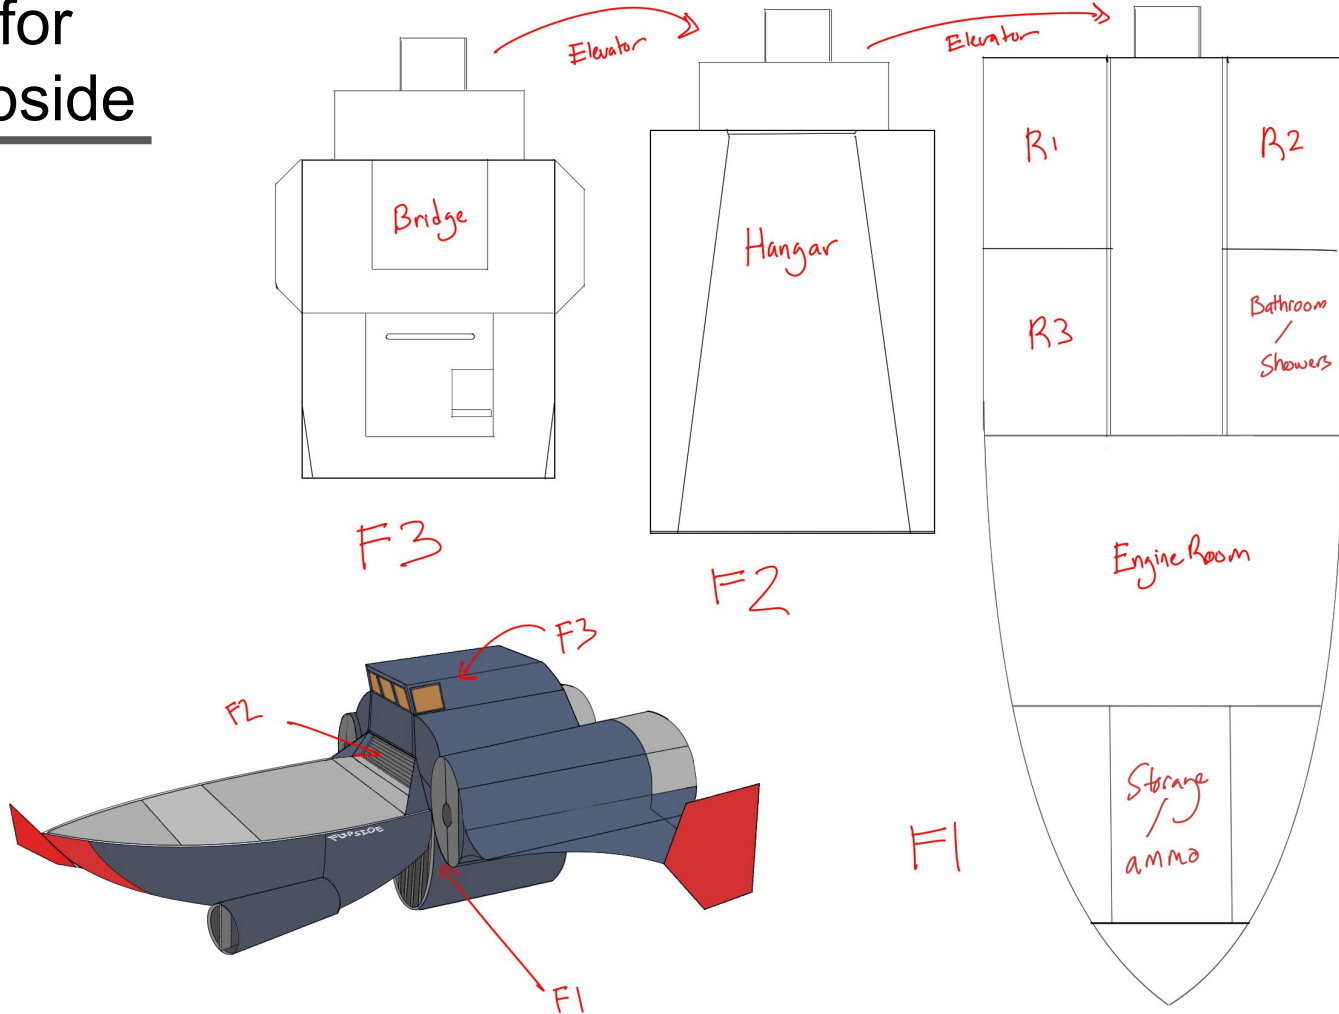 for
pside
Elevator
Elevator
Bridge
Hangar
R1
R2
R3
Bathroom
/
Showers
F3
F2
Engine Room
F3
F2
FLIPSIDE
Storage
/
ammo
F1
F1